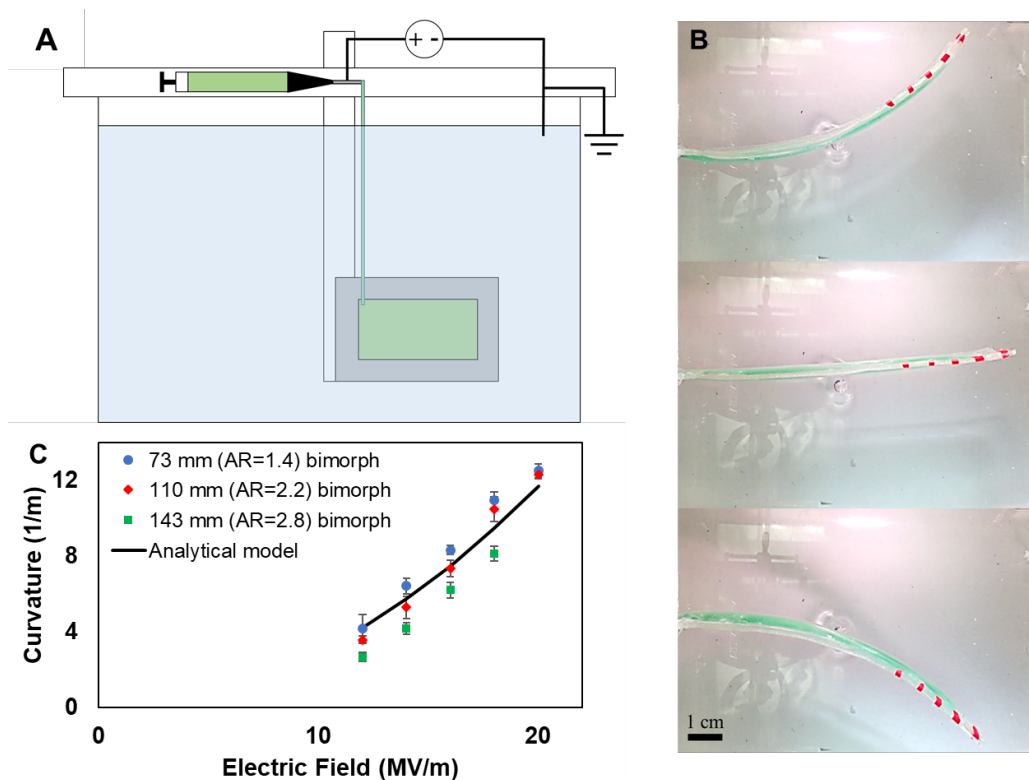 A
+ -
B
1 cm
C
73 mm (AR=1.4) bimorph
110 mm (AR=2.2) bimorph
143 mm (AR=2.8) bimorph
Analytical model
Curvature (1/m)
12
8
4
0
0
10
20
Electric Field (MV/m)